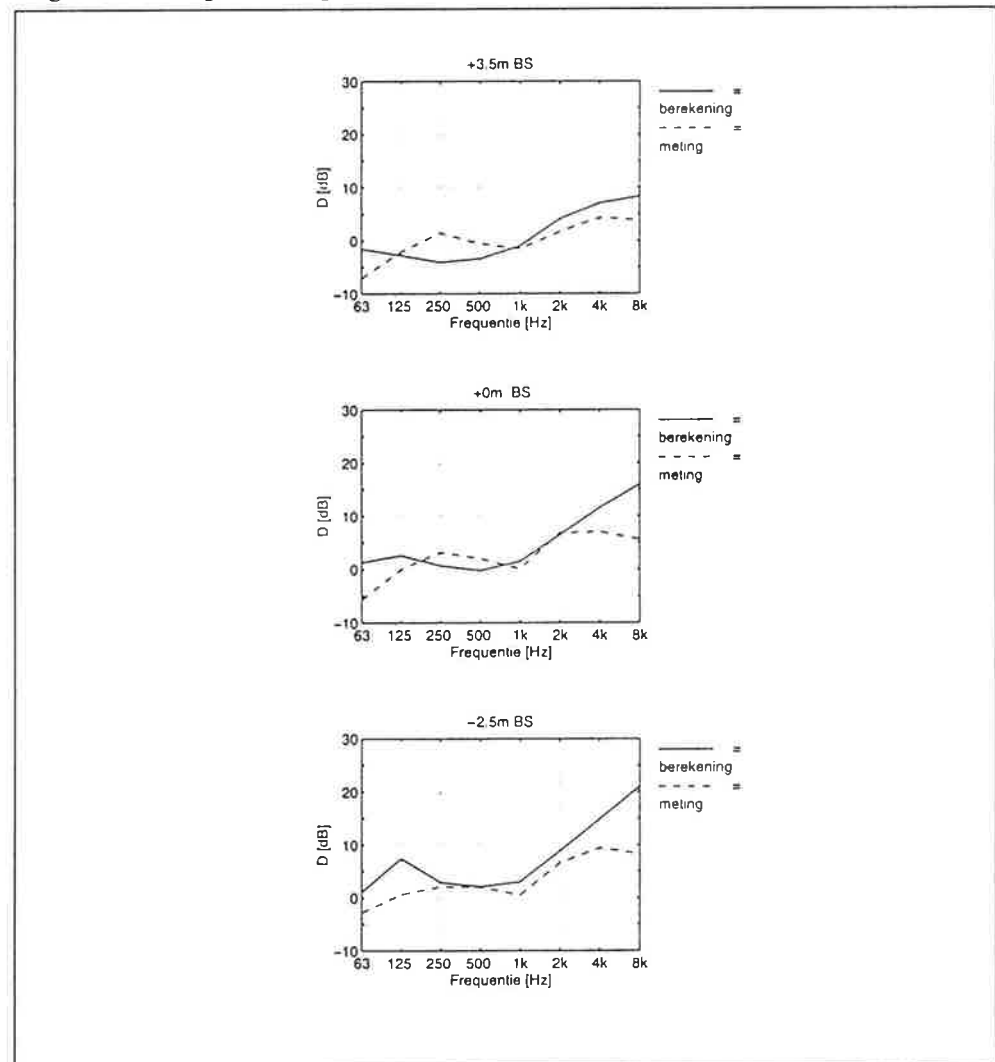 +3.5m BS
30
20
10
0
-10
D [dB]
63 125 250 500 1k 2k 4k 8k
Frequentie [Hz]
=
berekening
=
meting
+0m BS
30
20
10
0
-10
D [dB]
63 125 250 500 1k 2k 4k 8k
Frequentie [Hz]
=
berekening
=
meting
-2.5m BS
30
20
10
0
-10
D [dB]
63 125 250 500 1k 2k 4k 8k
Frequentie [Hz]
=
berekening
=
meting